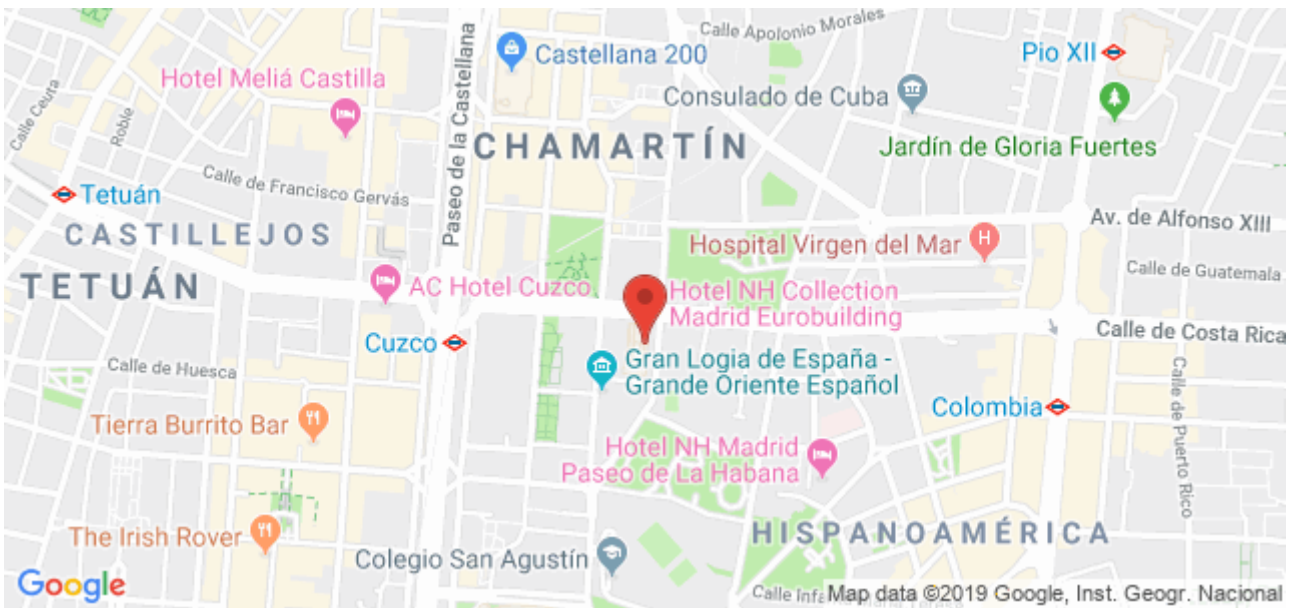 Calle Apolonio Morales
Castellana 200
Pio XII
Hotel Meliá Castilla
Paseo de la Castellana
Consulado de Cuba
Calle Ceuta
Roble
CHAMARTÍN
Jardín de Gloria Fuertes
Calle de Francisco Gervás
Tetuán
CASTILLEJOS
Av. de Alfonso XIII
Hospital Virgen del Mar
H
TETUÁN
AC Hotel Cuzco
Hotel NH Collection
Madrid Eurobuilding
Calle de Guatemala
Cuzco
Calle de Costa Rica
Calle de Huesca
Gran Logia de España -
Grande Oriente Español
Calle de Puerto Rico
Colombia
Tierra Burrito Bar
Hotel NH Madrid
Paseo de La Habana
The Irish Rover
HISPANOAMÉRICA
Colegio San Agustín
Google
Calle Infa
Map data ©2019 Google, Inst. Geogr. Nacional